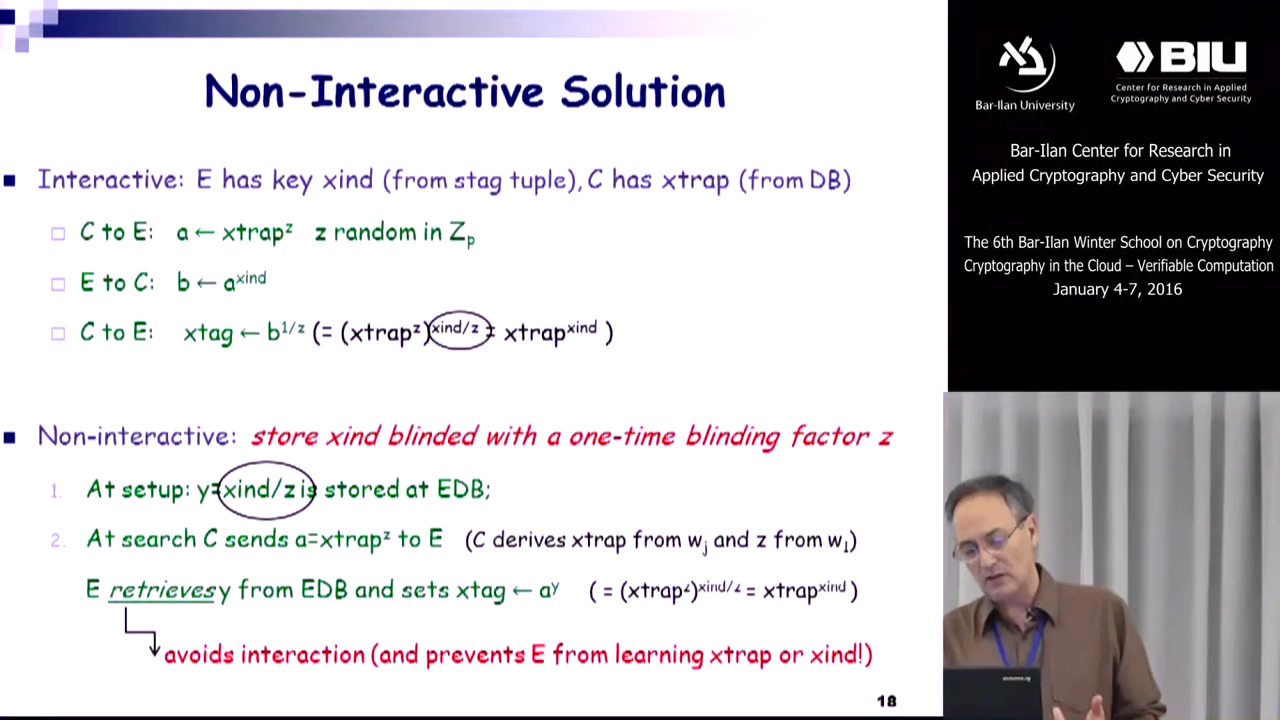 Non-Interactive Solution
Interactive: E has key xind (from stag tuple), C has xtrap (from DB)
C to E: a ← xtrap^z z random in Z_p
E to C: b ← a^xind
C to E: xtag ← b^1/z (= (xtrap^z)^xind/z = xtrap^xind )
Non-interactive: store xind blinded with a one-time blinding factor z
1. At setup: y=xind/z is stored at EDB;
2. At search C sends a=xtrap^z to E (C derives xtrap from w_j and z from w_1)
E retrieves y from EDB and sets xtag ← a^y ( = (xtrap^z)^xind/z = xtrap^xind )
avoids interaction (and prevents E from learning xtrap or xind!)
18
Bar-Ilan University
BIU
Center for Research in Applied
Cryptography and Cyber Security
Bar-Ilan Center for Research in
Applied Cryptography and Cyber Security
The 6th Bar-Ilan Winter School on Cryptography
Cryptography in the Cloud – Verifiable Computation
January 4-7, 2016